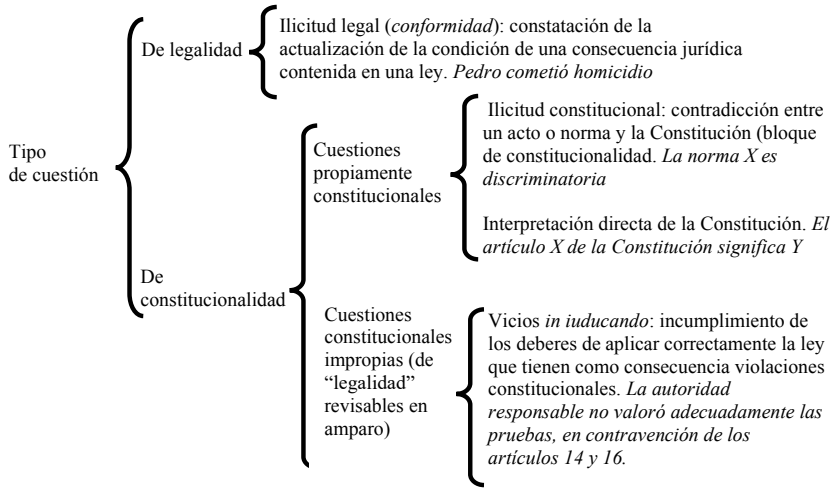 Tipo
de cuestión
De legalidad
Ilicitud legal (conformidad): constatación de la
actualización de la condición de una consecuencia jurídica
contenida en una ley. Pedro cometió homicidio
De
constitucionalidad
Cuestiones
propiamente
constitucionales
Ilicitud constitucional: contradicción entre
un acto o norma y la Constitución (bloque
de constitucionalidad. La norma X es
discriminatoria
Interpretación directa de la Constitución. El
artículo X de la Constitución significa Y
Cuestiones
constitucionales
impropias (de
“legalidad”
revisables en
amparo)
Vicios in iuducando: incumplimiento de
los deberes de aplicar correctamente la ley
que tienen como consecuencia violaciones
constitucionales. La autoridad
responsable no valoró adecuadamente las
pruebas, en contravención de los
artículos 14 y 16.